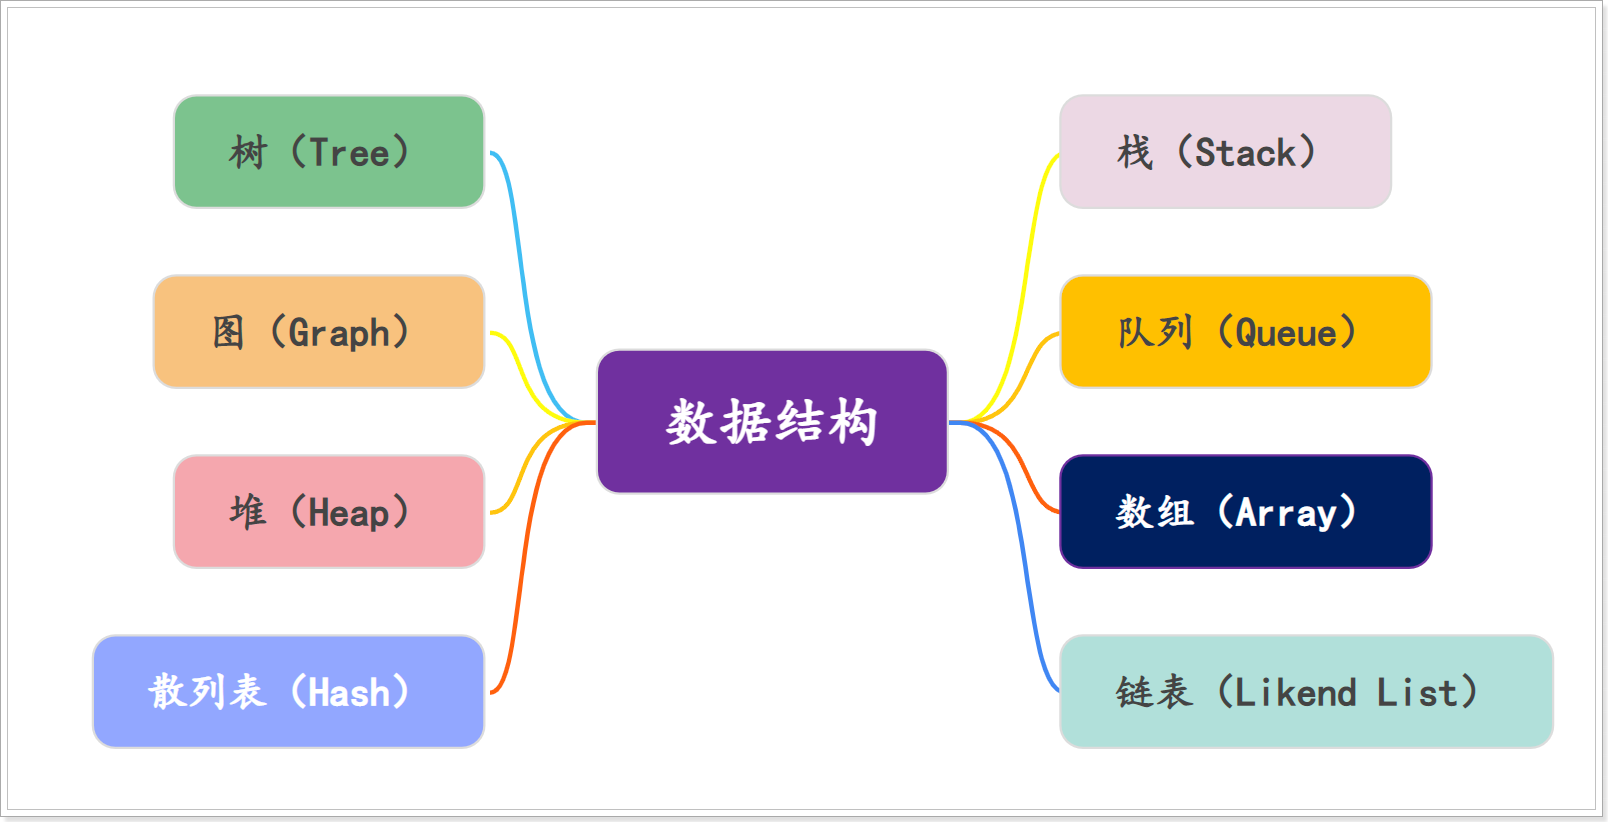 树（Tree）
图（Graph）
堆（Heap）
散列表（Hash）
数据结构
栈（Stack）
队列（Queue）
数组（Array）
链表（Likend List）